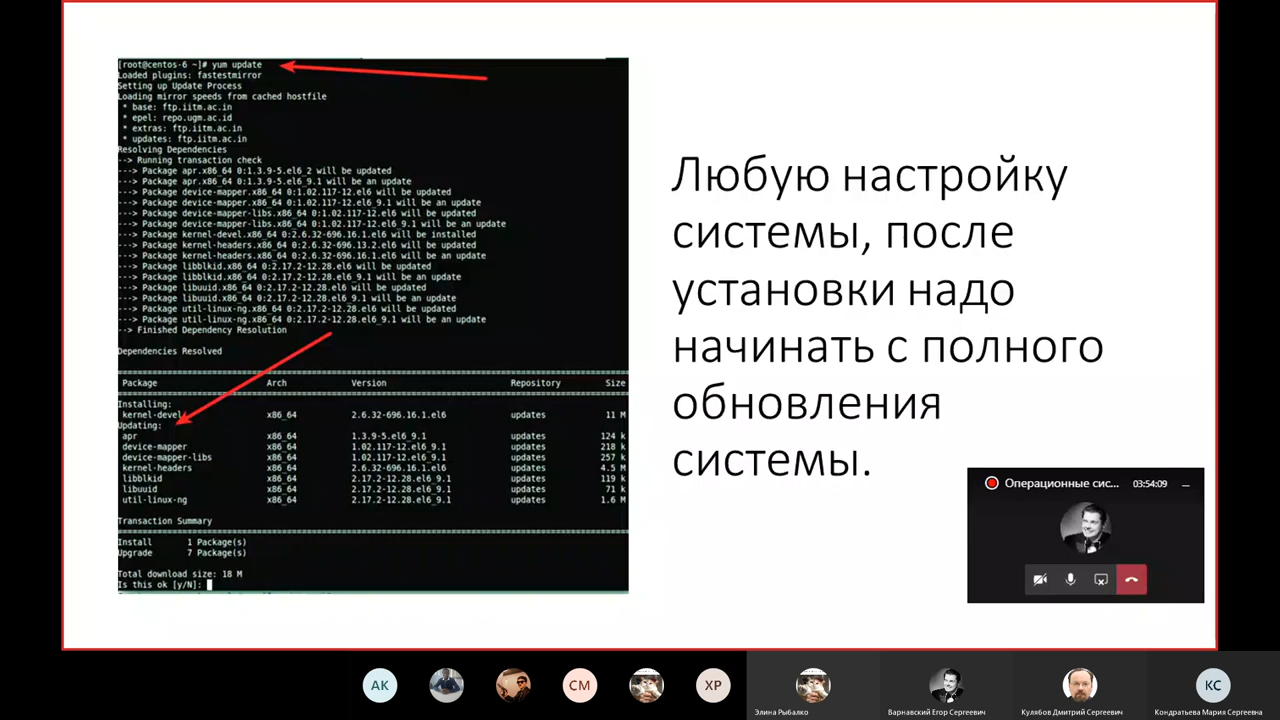 [root@centos-6 ~]# yum update
Loaded plugins: fastestmirror
Setting up Update Process
Loading mirror speeds from cached hostfile
* base: ftp.iitm.ac.in
* epel: repo.ugm.ac.id
* extras: ftp.iitm.ac.in
* updates: ftp.iitm.ac.in
Resolving Dependencies
--> Running transaction check
---> Package apr.x86_64 0:1.3.9-5.el6_2 will be updated
---> Package apr.x86_64 0:1.3.9-5.el6_9.1 will be an update
---> Package device-mapper.x86_64 0:1.02.117-12.el6 will be updated
---> Package device-mapper.x86_64 0:1.02.117-12.el6_9.1 will be an update
---> Package device-mapper-libs.x86_64 0:1.02.117-12.el6 will be updated
---> Package device-mapper-libs.x86_64 0:1.02.117-12.el6_9.1 will be an update
---> Package kernel-devel.x86_64 0:2.6.32-696.16.1.el6 will be installed
---> Package kernel-headers.x86_64 0:2.6.32-696.13.2.el6 will be updated
---> Package kernel-headers.x86_64 0:2.6.32-696.16.1.el6 will be an update
---> Package libblkid.x86_64 0:2.17.2-12.28.el6 will be updated
---> Package libblkid.x86_64 0:2.17.2-12.28.el6_9.1 will be an update
---> Package libuuid.x86_64 0:2.17.2-12.28.el6 will be updated
---> Package libuuid.x86_64 0:2.17.2-12.28.el6_9.1 will be an update
---> Package util-linux-ng.x86_64 0:2.17.2-12.28.el6 will be updated
---> Package util-linux-ng.x86_64 0:2.17.2-12.28.el6_9.1 will be an update
--> Finished Dependency Resolution
Dependencies Resolved
Package Arch Version Repository Size
Installing:
kernel-devel x86_64 2.6.32-696.16.1.el6 updates 11 M
Updating:
apr x86_64 1.3.9-5.el6_9.1 updates 124 k
device-mapper x86_64 1.02.117-12.el6_9.1 updates 218 k
device-mapper-libs x86_64 1.02.117-12.el6_9.1 updates 257 k
kernel-headers x86_64 2.6.32-696.16.1.el6 updates 4.5 M
libblkid x86_64 2.17.2-12.28.el6_9.1 updates 119 k
libuuid x86_64 2.17.2-12.28.el6_9.1 updates 71 k
util-linux-ng x86_64 2.17.2-12.28.el6_9.1 updates 1.6 M
Transaction Summary
Install 1 Package(s)
Upgrade 7 Package(s)
Total download size: 18 M
Is this ok [y/N]:
Любую настройку
системы, после
установки надо
начинать с полного
обновления
системы.
Операционные сис... 03:54:09
АК
СМ
ХР
КС
Элина Рыбалко
Варнавский Егор Сергеевич
Кулябов Дмитрий Сергеевич
Кондратьева Мария Сергеевна